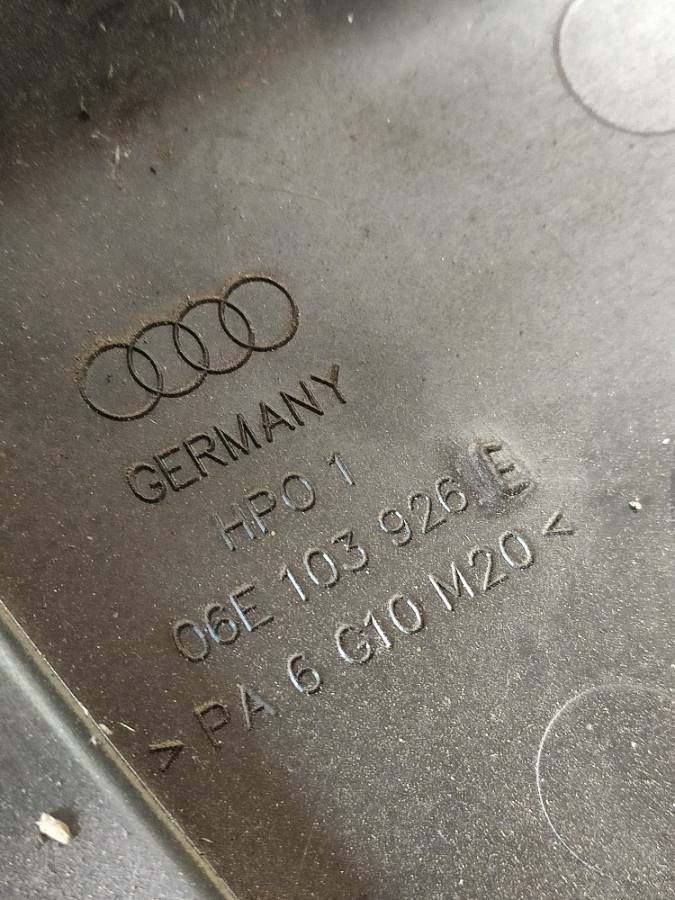 GERMANY
HPO 1
06E 103 926 E
>PA 6 G10 M20<